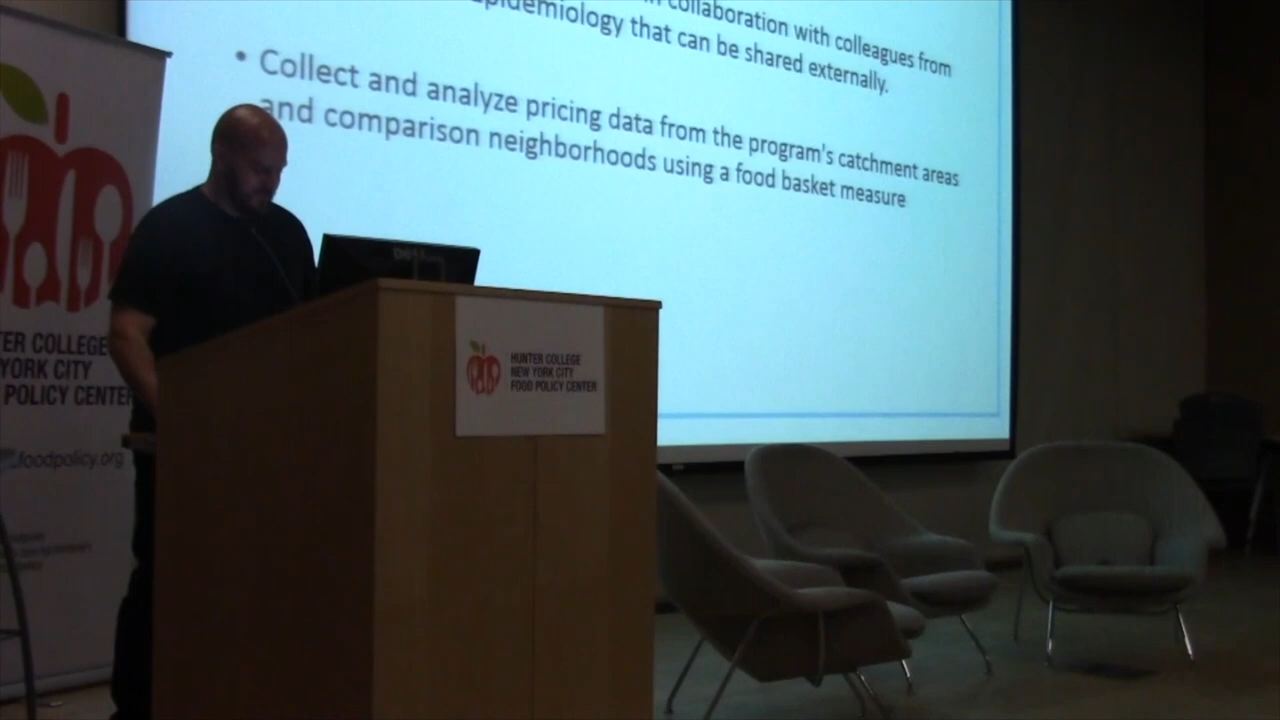 collaboration with colleagues from
epidemiology that can be shared externally.
• Collect and analyze pricing data from the program's catchment areas
and comparison neighborhoods using a food basket measure
ER COLLEGE
YORK CITY
POLICY CENTER
foodpolicy.org
DELL
HUNTER COLLEGE
NEW YORK CITY
FOOD POLICY CENTER